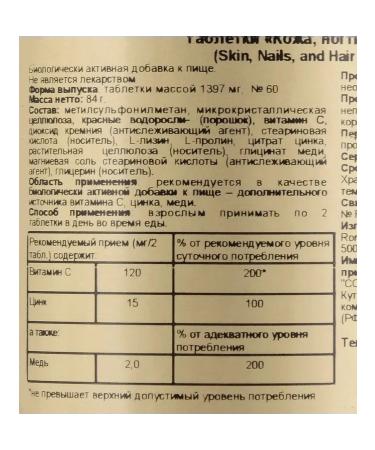 Таблетки «Кожа, ногти
(Skin, Nails, and Hair
Биологически активная добавка к пище.
Не является лекарством
Форма выпуска: таблетки массой 1397 мг, № 60
Масса нетто: 84 г.
Состав: метилсульфонилметан, микрокристаллическая
целлюлоза, красные водоросли- (порошок), витамин С,
диоксид кремния (антислеживающий агент), стеариновая
кислота (носитель), L-лизин, L-пролин, цитрат цинка,
растительная целлюлоза (носитель), глицинат меди,
магниевая соль стеариновой кислоты (антислеживающий
агент), глицерин (носитель).
Область применения: рекомендуется в качестве
биологически активной добавки к пище – дополнительного
источника витамина С, цинка, меди.
Способ применения: взрослым принимать по 2
таблетки в день во время еды.
Рекомендуемый прием (мг/2 табл.) содержит:
% от рекомендуемого уровня суточного потребления
Витамин С 120 200*
Цинк 15 100
а также: % от адекватного уровня потребления
Медь 2,0 200
*не превышает верхний допустимый уровень потребления